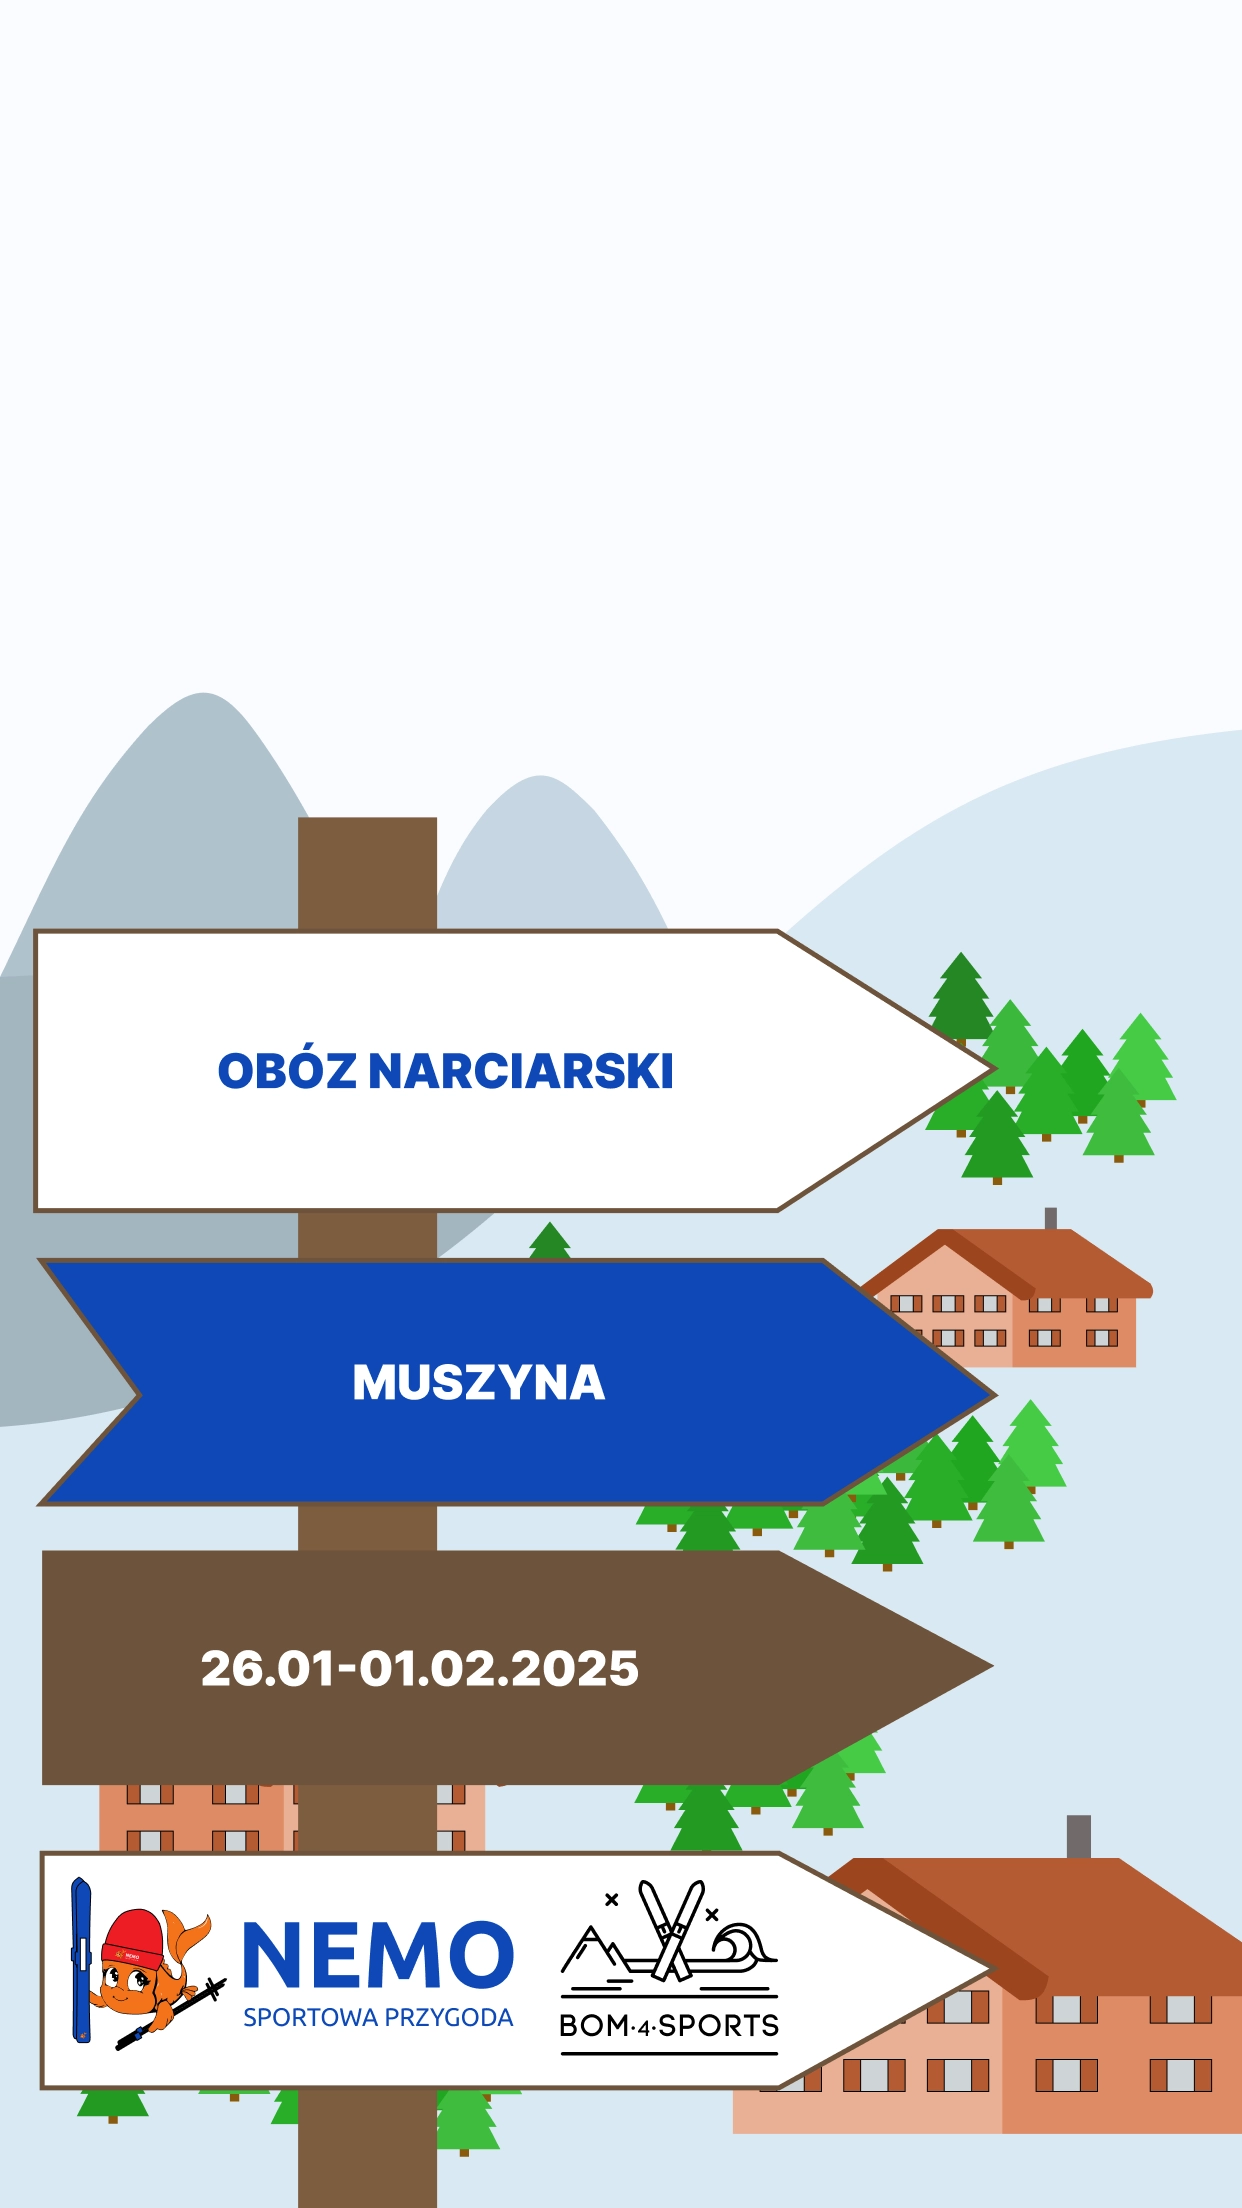 OBÓZ NARCIARSKI
MUSZYNA
26.01-01.02.2025
NEMO
SPORTOWA PRZYGODA
BOM·4·SPORTS